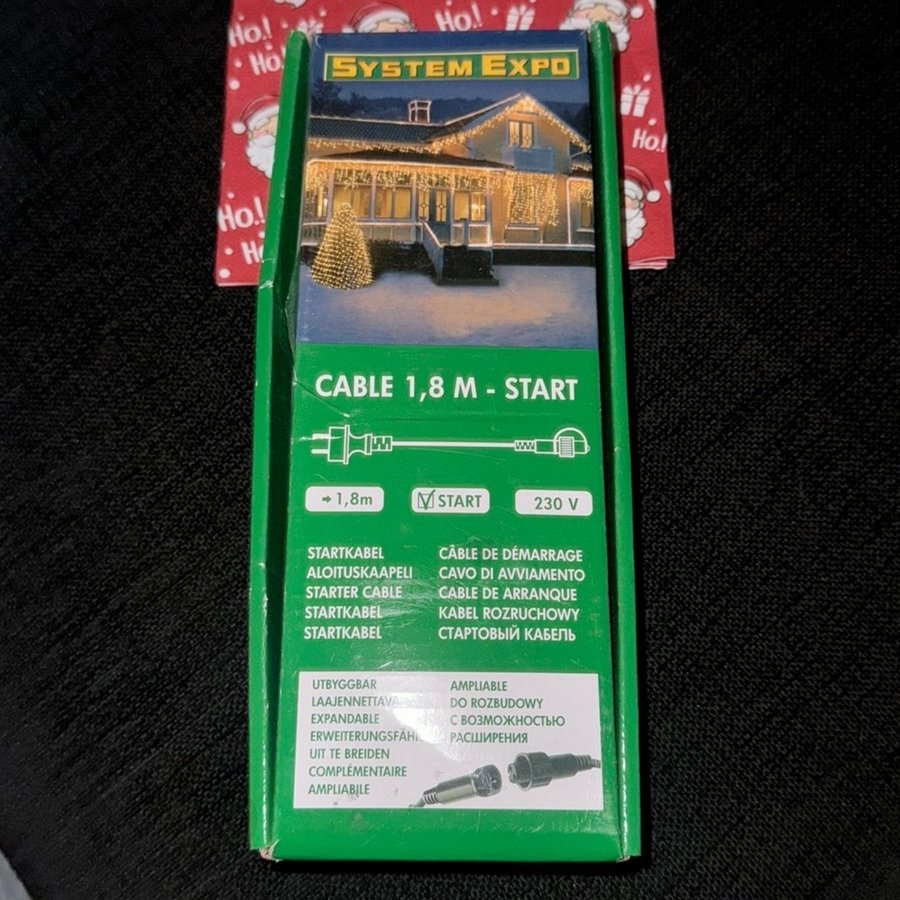 Ho!
Ho!
Ho!
Ho!
Ho!
SYSTEM EXPO
CABLE 1,8 M - START
1,8m
START
230 V
STARTKABEL
ALOITUSKAAPELI
STARTER CABLE
STARTKABEL
STARTKABEL
CÂBLE DE DÉMARRAGE
CAVO DI AVVIAMENTO
CABLE DE ARRANQUE
KABEL ROZRUCHOWY
СТАРТОВЫЙ КАБЕЛЬ
UTBYGGBAR
LAAJENNETTAVA
EXPANDABLE
UIT TE BREIDEN
COMPLÉMENTAIRE
AMPLIABILE
AMPLIABLE
DO ROZBUDOWY
С ВОЗМОЖНОСТЬЮ
РАСШИРЕНИЯ